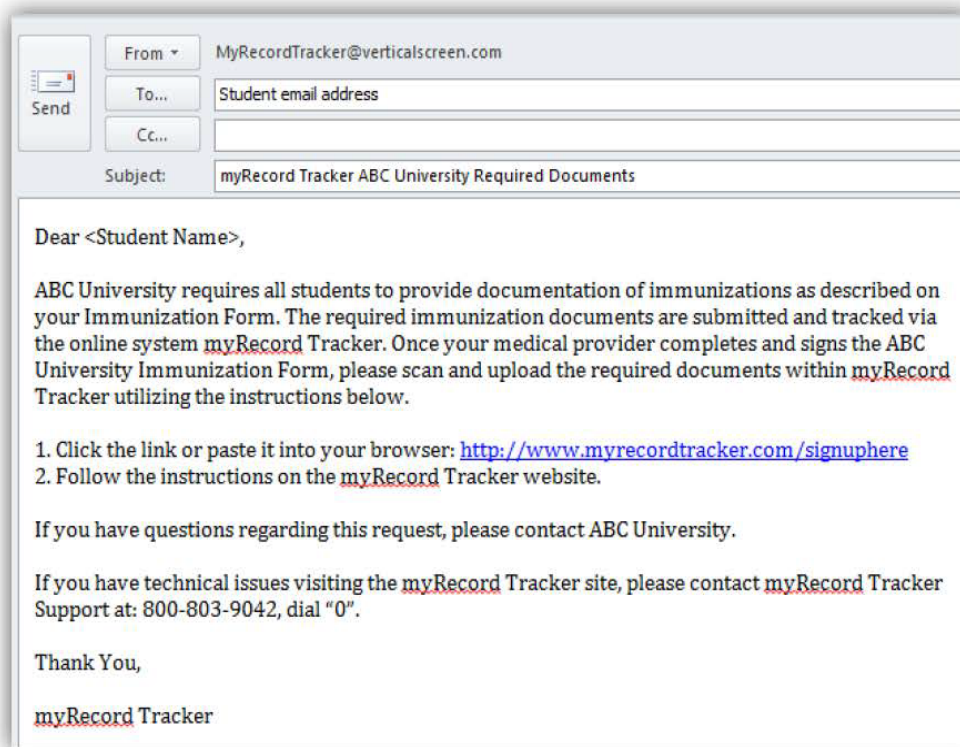 From MyRecordTracker@verticalscreen.com
Send
To... Student email address
Cc...
Subject: myRecord Tracker ABC University Required Documents
Dear <Student Name>,
ABC University requires all students to provide documentation of immunizations as described on
your Immunization Form. The required immunization documents are submitted and tracked via
the online system myRecord Tracker. Once your medical provider completes and signs the ABC
University Immunization Form, please scan and upload the required documents within myRecord
Tracker utilizing the instructions below.
1. Click the link or paste it into your browser: http://www.myrecordtracker.com/signuphere
2. Follow the instructions on the myRecord Tracker website.
If you have questions regarding this request, please contact ABC University.
If you have technical issues visiting the myRecord Tracker site, please contact myRecord Tracker
Support at: 800-803-9042, dial “0”.
Thank You,
myRecord Tracker